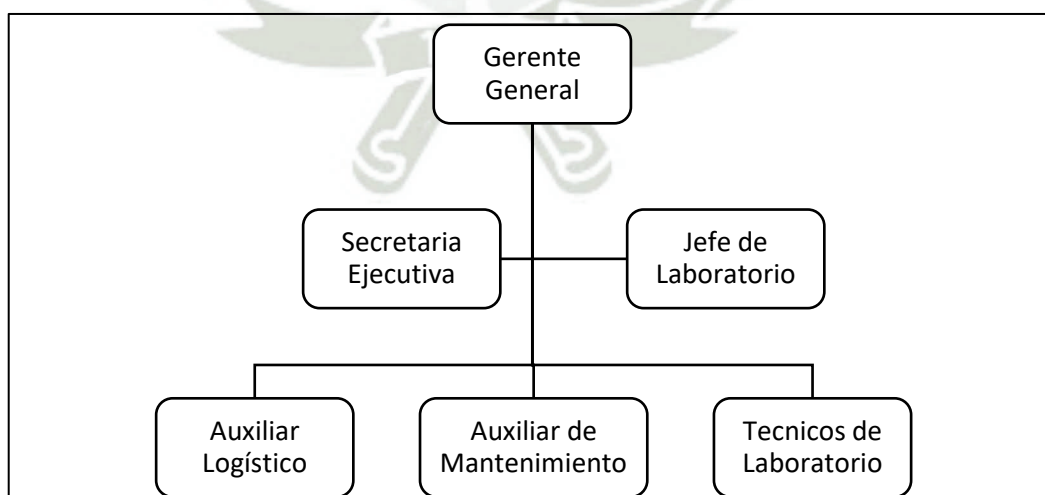 Gerente
General
Secretaria
Ejecutiva
Jefe de
Laboratorio
Auxiliar
Logístico
Auxiliar de
Mantenimiento
Tecnicos de
Laboratorio